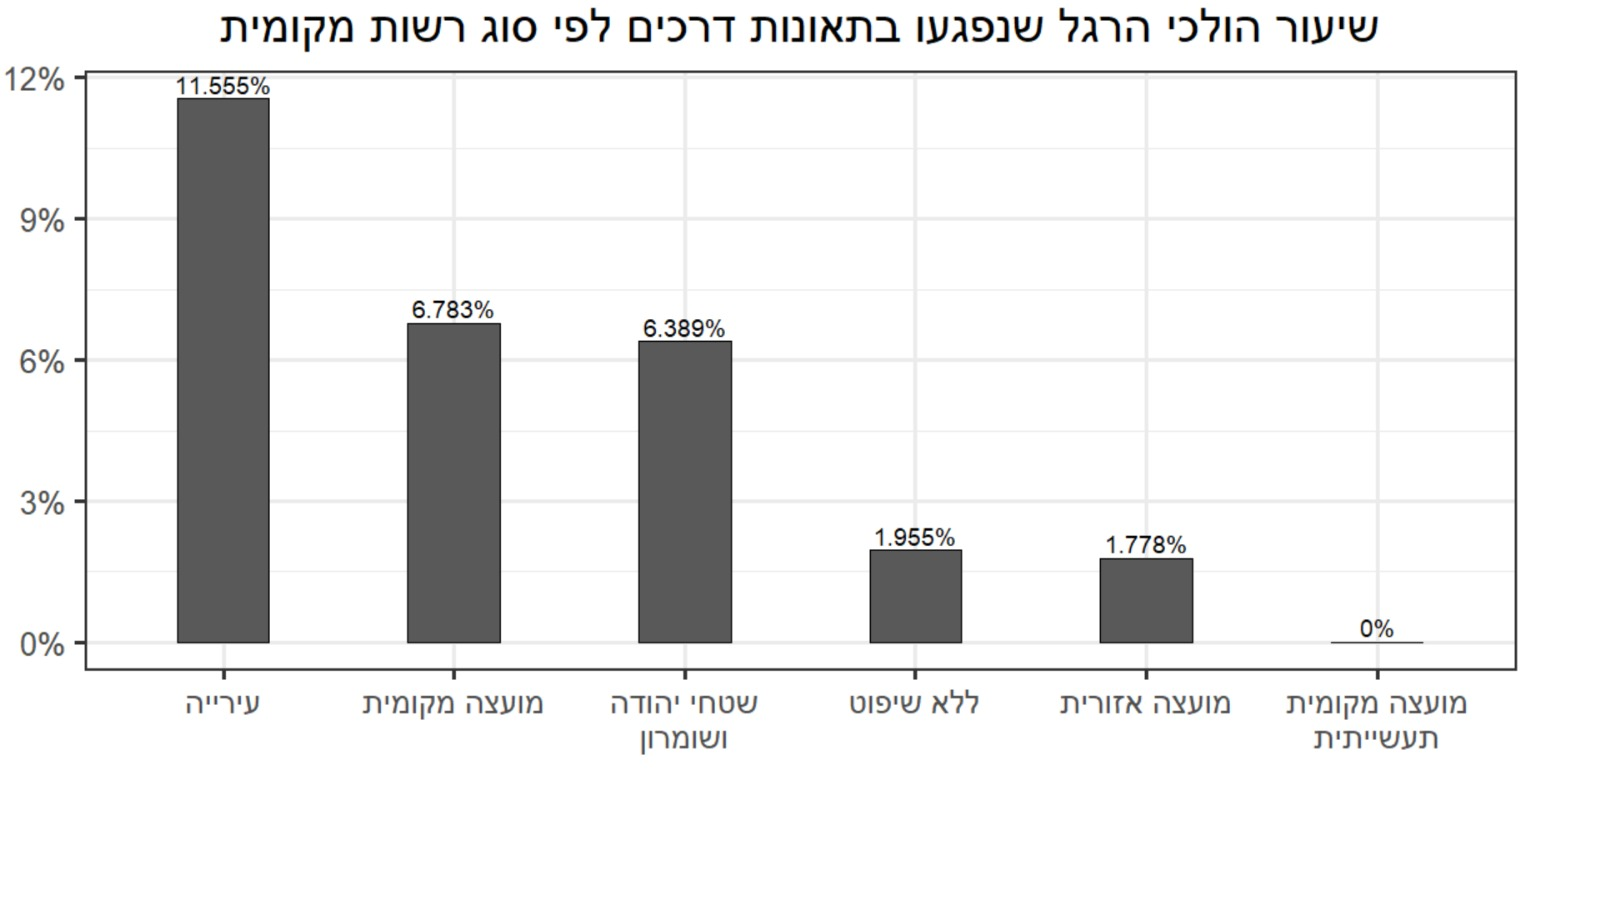 שיעור הולכי הרגל שנפגעו בתאונות דרכים לפי סוג רשות מקומית
12%
9%
6%
3%
0%
11.555%
6.783%
6.389%
1.955%
1.778%
0%
עירייה
מועצה מקומית
שטחי יהודה
ושומרון
ללא שיפוט
מועצה אזורית
מועצה מקומית
תעשייתית